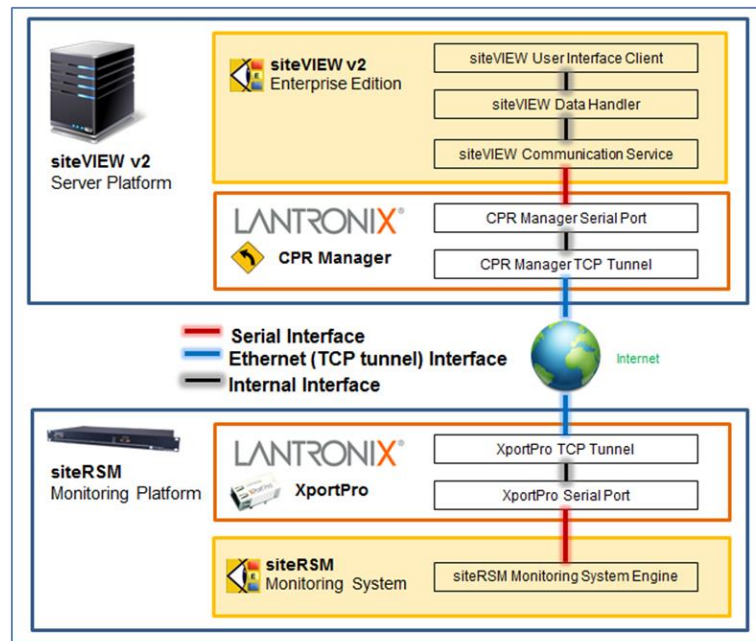 siteVIEW v2
Enterprise Edition
siteVIEW User Interface Client
siteVIEW Data Handler
siteVIEW Communication Service
siteVIEW v2
Server Platform
LANTRONIX®
CPR Manager
CPR Manager Serial Port
CPR Manager TCP Tunnel
Serial Interface
Ethernet (TCP tunnel) Interface
Internal Interface
Internet
siteRSM
Monitoring Platform
LANTRONIX®
XportPro
XportPro TCP Tunnel
XportPro Serial Port
siteRSM
Monitoring System
siteRSM Monitoring System Engine